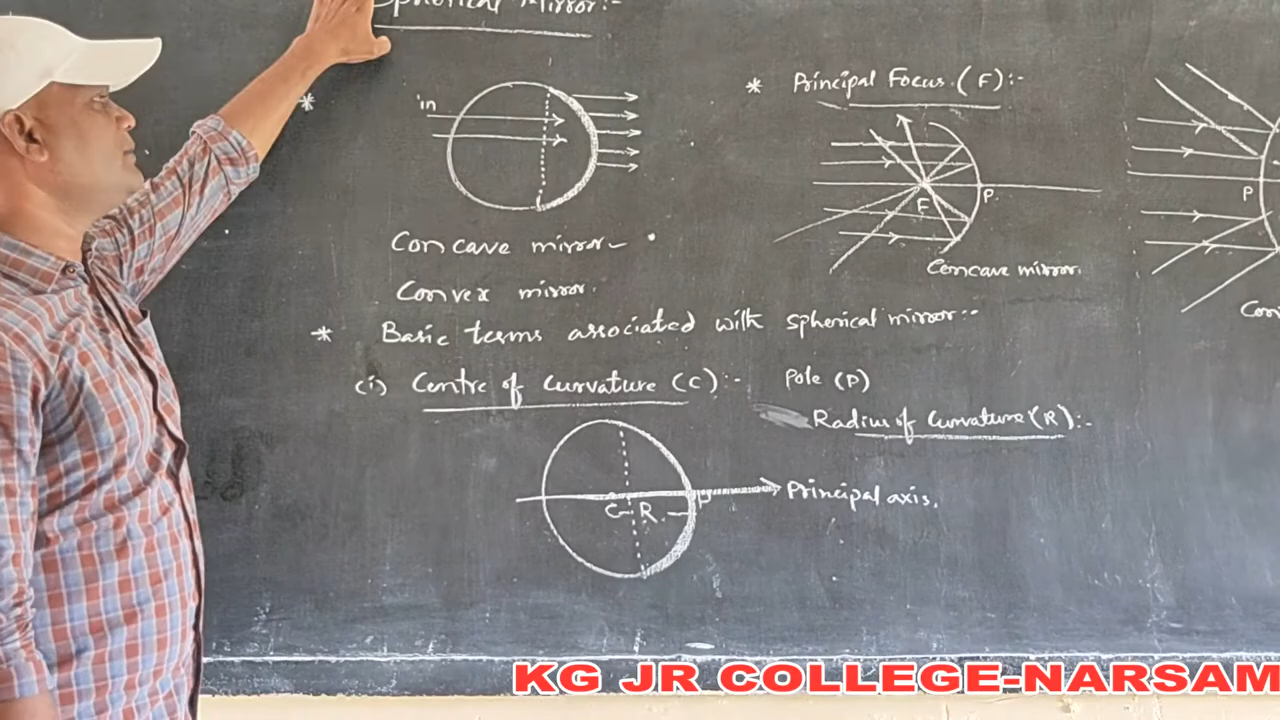 Spherical Mirror:-
*
in
Concave mirror-
Convex mirror.
* Basic terms associated with spherical mirror:-
(i) Centre of Curvature (C):-
Pole (P)
Radius of Curvature (R):-
C R
P
Principal axis.
* Principal Focus. (F):-
F
P.
Concave mirror.
P
KG JR COLLEGE-NARSAM